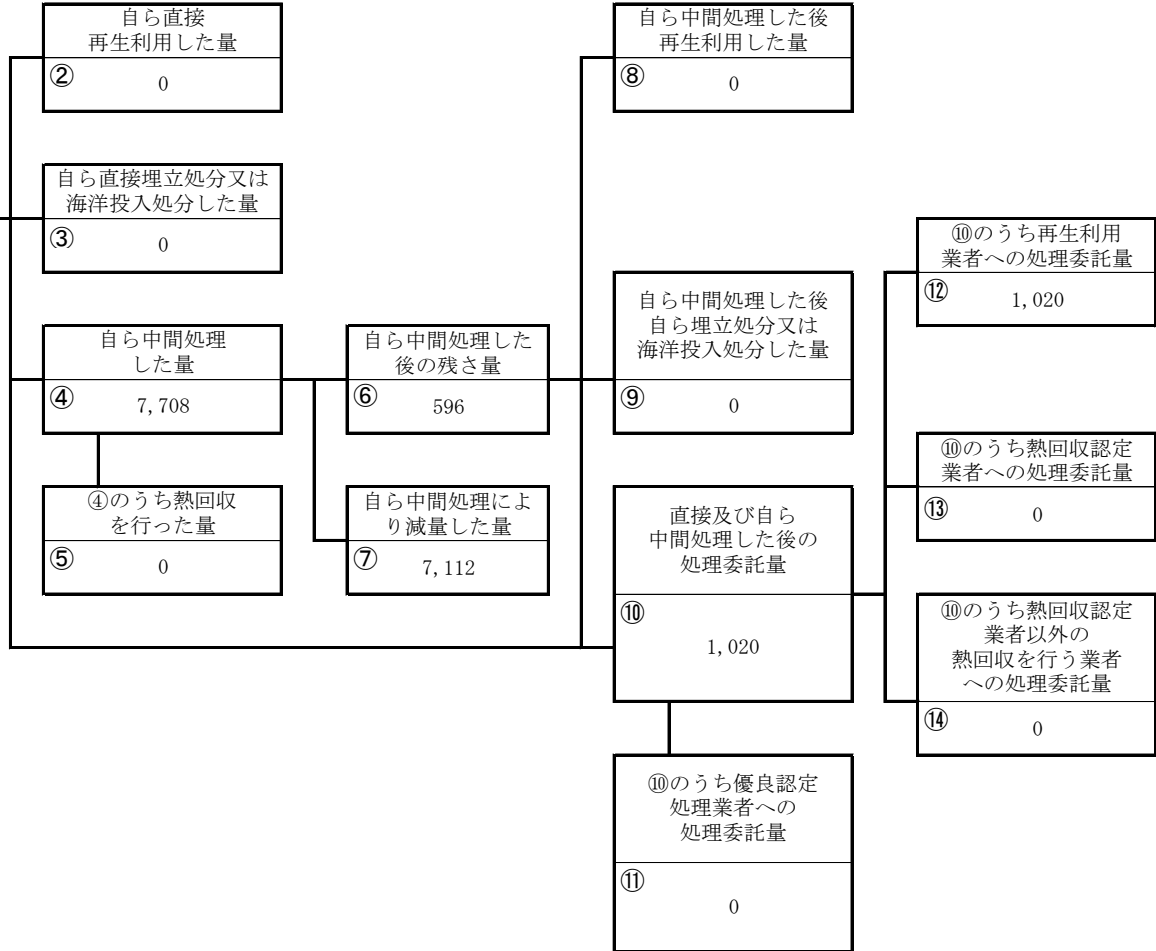 自ら直接
再生利用した量
②
0
自ら中間処理した後
再生利用した量
⑧
0
自ら直接埋立処分又は
海洋投入処分した量
③
0
⑩のうち再生利用
業者への処理委託量
⑫
1,020
自ら中間処理した後
自ら埋立処分又は
海洋投入処分した量
⑨
0
自ら中間処理
した量
④
7,708
自ら中間処理した
後の残さ量
⑥
596
⑩のうち熱回収認定
業者への処理委託量
⑬
0
④のうち熱回収
を行った量
⑤
0
自ら中間処理によ
り減量した量
⑦
7,112
直接及び自ら
中間処理した後の
処理委託量
⑩
1,020
⑩のうち熱回収認定
業者以外の
熱回収を行う業者
への処理委託量
⑭
0
⑩のうち優良認定
処理業者への
処理委託量
⑪
0